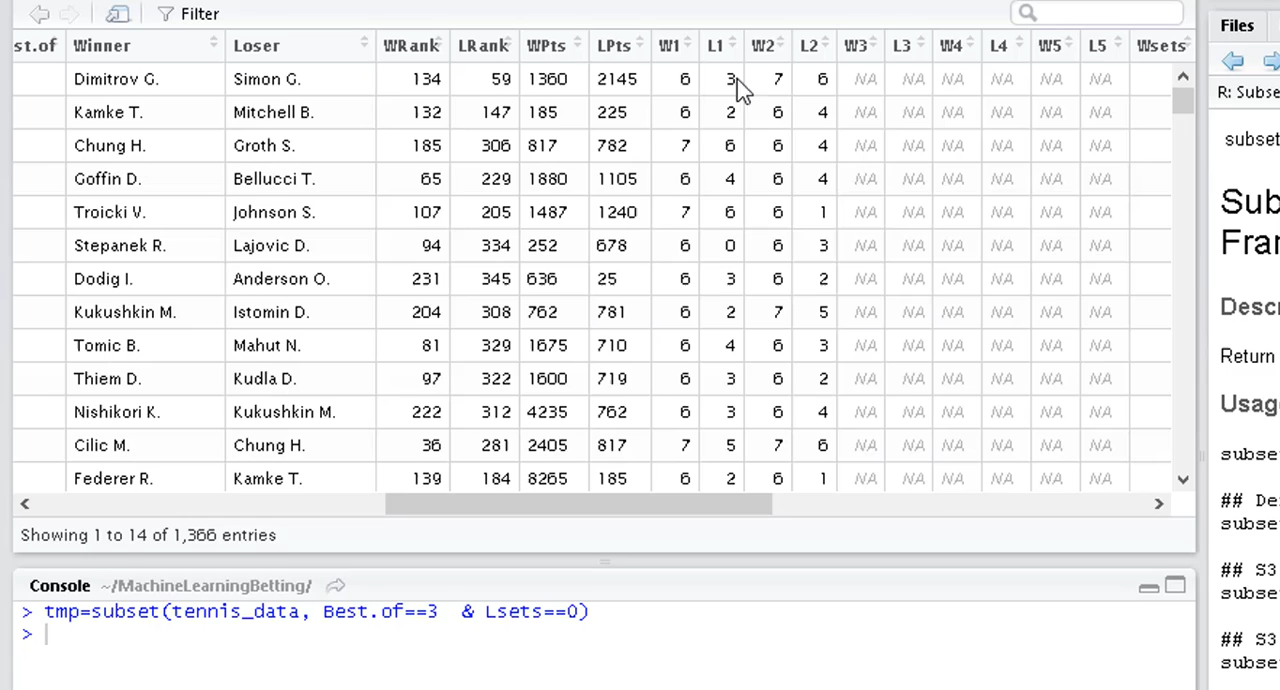 Filter
st.of Winner Loser WRank LRank WPts LPts W1 L1 W2 L2 W3 L3 W4 L4 W5 L5 Wsets
Dimitrov G. Simon G. 134 59 1360 2145 6 3 7 6 NA NA NA NA NA NA
Kamke T. Mitchell B. 132 147 185 225 6 2 6 4 NA NA NA NA NA NA
Chung H. Groth S. 185 306 817 782 7 6 6 4 NA NA NA NA NA NA
Goffin D. Bellucci T. 65 229 1880 1105 6 4 6 4 NA NA NA NA NA NA
Troicki V. Johnson S. 107 205 1487 1240 7 6 6 1 NA NA NA NA NA NA
Stepanek R. Lajovic D. 94 334 252 678 6 0 6 3 NA NA NA NA NA NA
Dodig I. Anderson O. 231 345 636 25 6 3 6 2 NA NA NA NA NA NA
Kukushkin M. Istomin D. 204 308 762 781 6 2 7 5 NA NA NA NA NA NA
Tomic B. Mahut N. 81 329 1675 710 6 4 6 3 NA NA NA NA NA NA
Thiem D. Kudla D. 97 322 1600 719 6 3 6 2 NA NA NA NA NA NA
Nishikori K. Kukushkin M. 222 312 4235 762 6 3 6 4 NA NA NA NA NA NA
Cilic M. Chung H. 36 281 2405 817 7 5 7 6 NA NA NA NA NA NA
Federer R. Kamke T. 139 184 8265 185 6 2 6 1 NA NA NA NA NA NA
Showing 1 to 14 of 1,366 entries
Console ~/MachineLearningBetting/
> tmp=subset(tennis_data, Best.of==3  & Lsets==0)
>
Files
R: Subse
subset
Sub
Fran
Descr
Return
Usage
subse
## De
subse
## S3
subse
## S3
subse